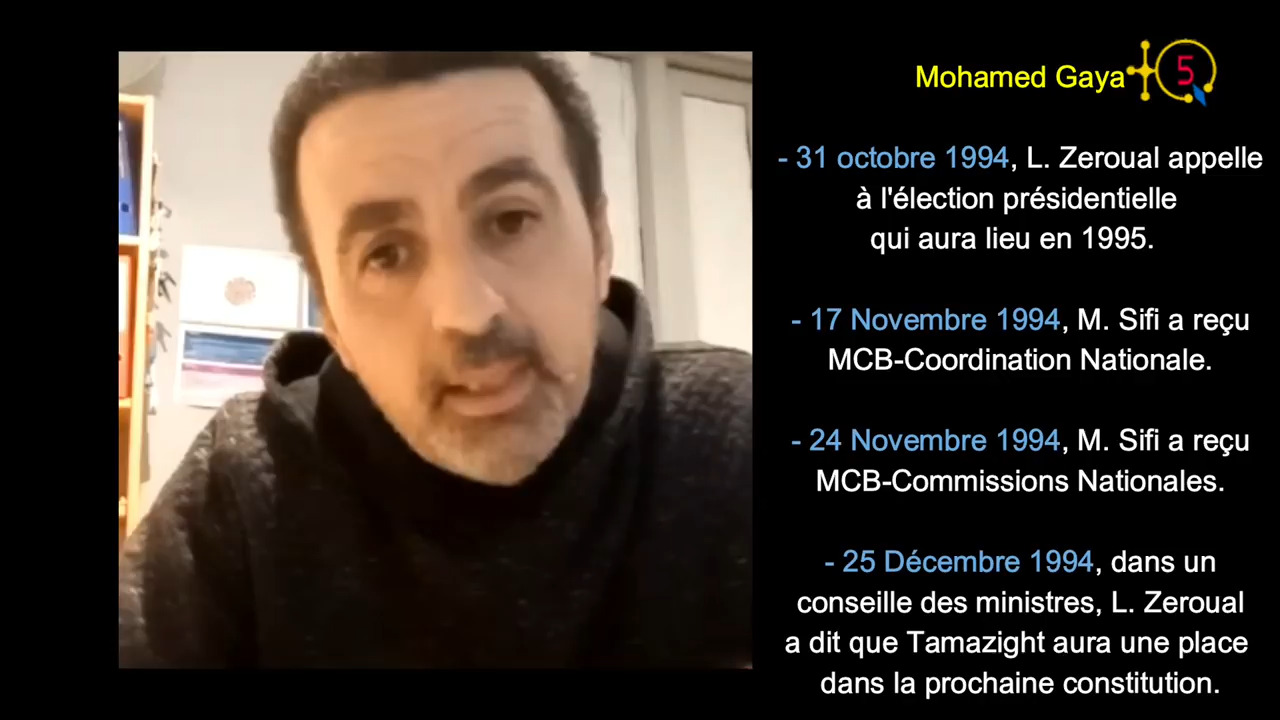 Mohamed Gaya
5
- 31 octobre 1994, L. Zeroual appelle
à l'élection présidentielle
qui aura lieu en 1995.
- 17 Novembre 1994, M. Sifi a reçu
MCB-Coordination Nationale.
- 24 Novembre 1994, M. Sifi a reçu
MCB-Commissions Nationales.
- 25 Décembre 1994, dans un
conseille des ministres, L. Zeroual
a dit que Tamazight aura une place
dans la prochaine constitution.